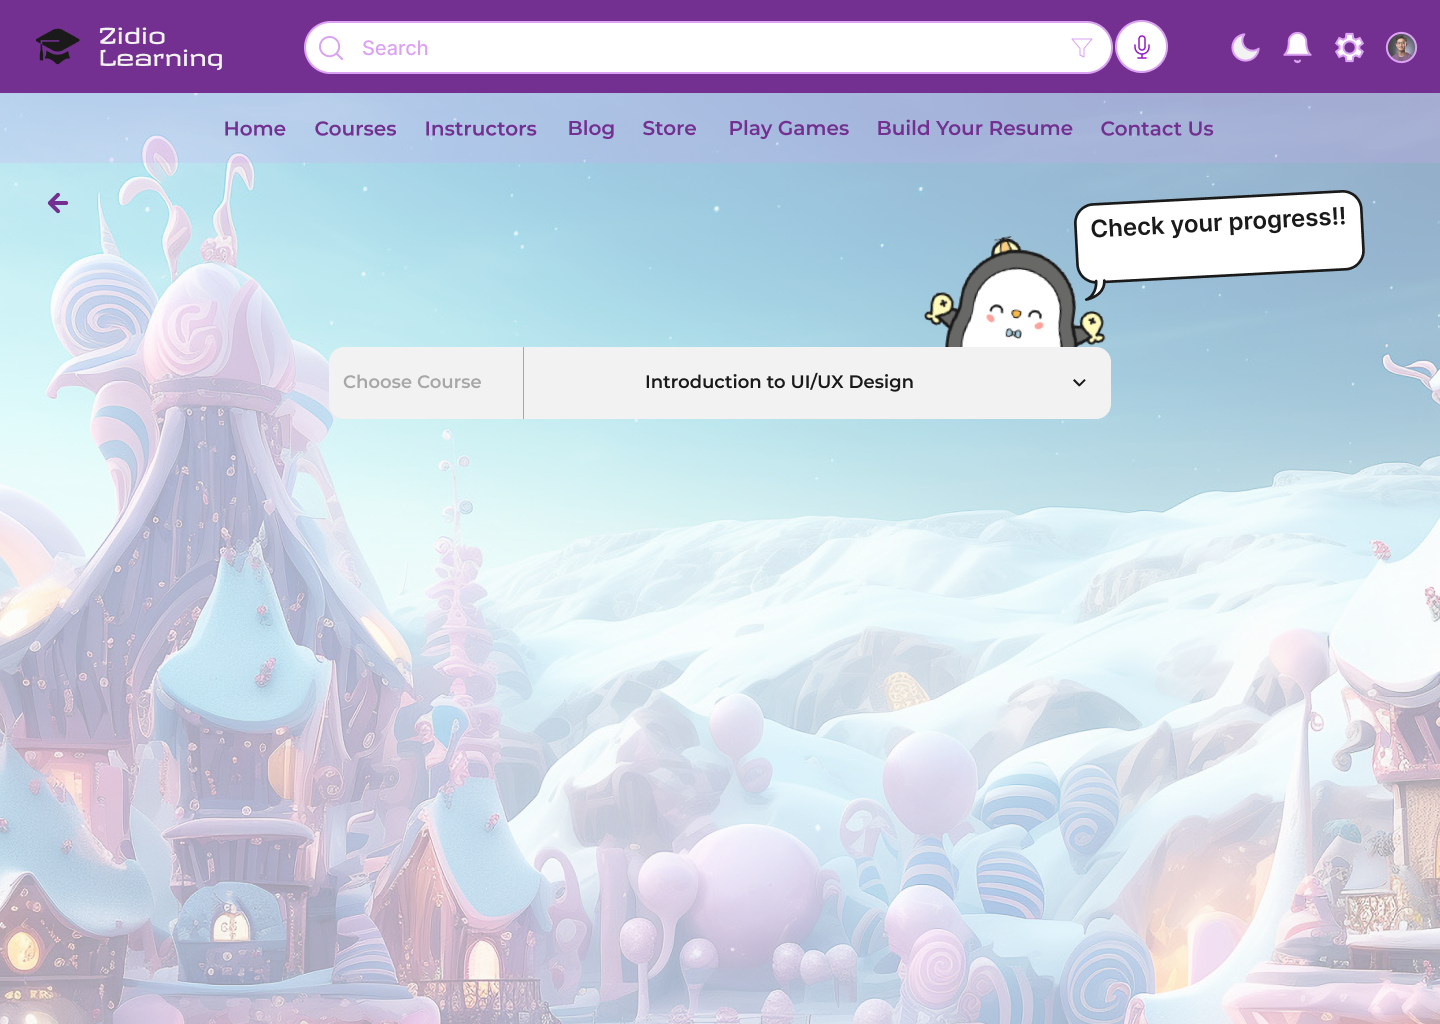 Zidio
Learning
Search
Home Courses Instructors Blog Store Play Games Build Your Resume Contact Us
Check your progress!!
Choose Course
Introduction to UI/UX Design